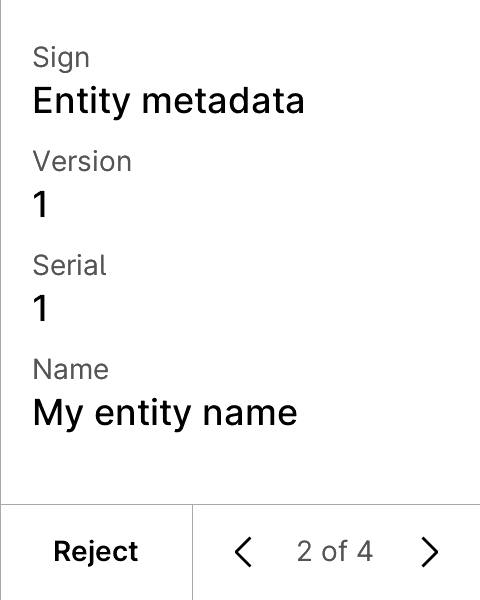 Sign
Entity metadata
Version
1
Serial
1
Name
My entity name
Reject
2 of 4